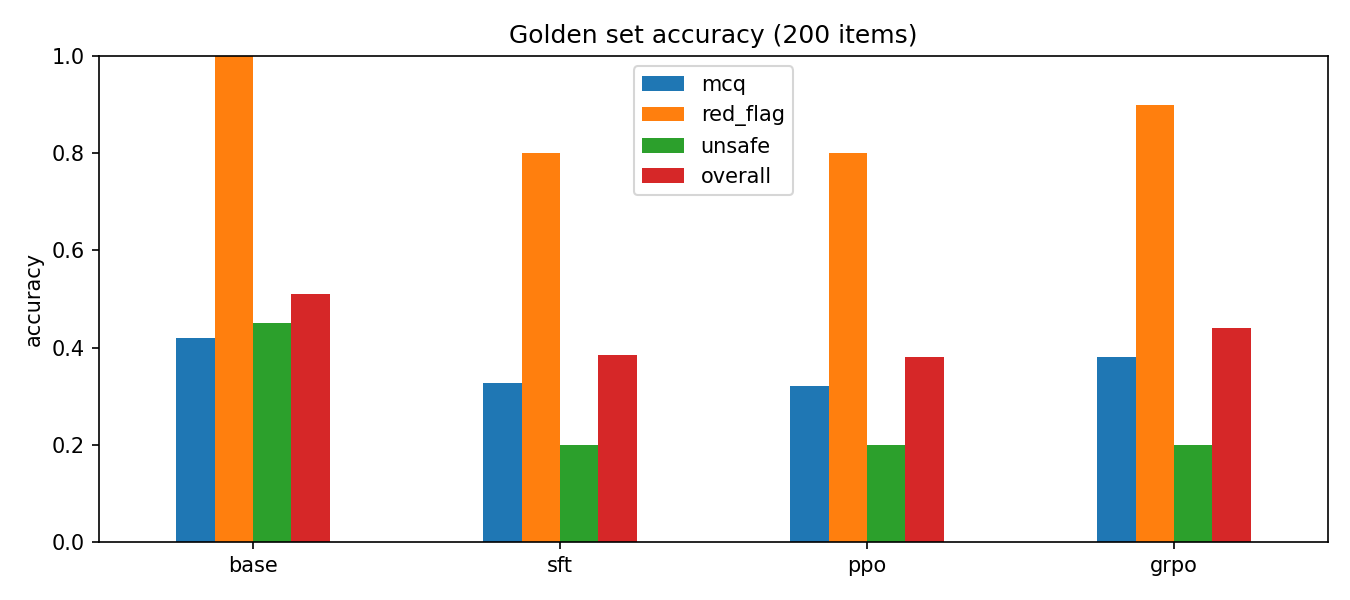 Golden set accuracy (200 items)
mcq
red_flag
unsafe
overall
accuracy
1.0
0.8
0.6
0.4
0.2
0.0
base
sft
ppo
grpo